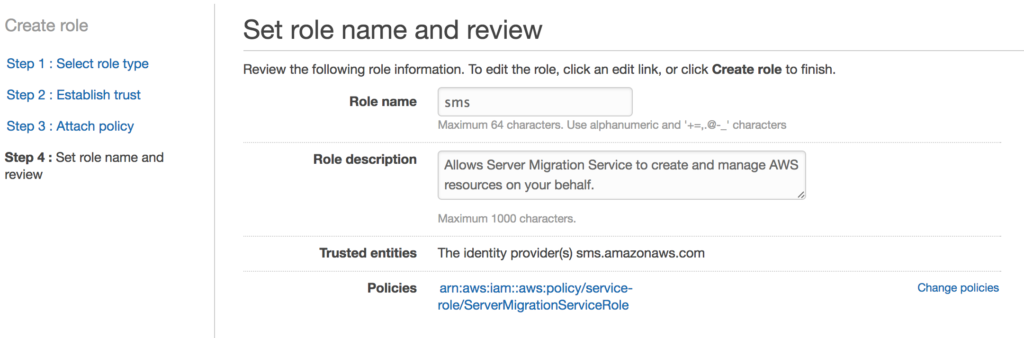 Create role
Step 1 : Select role type
Step 2 : Establish trust
Step 3 : Attach policy
Step 4 : Set role name and
review
Set role name and review
Review the following role information. To edit the role, click an edit link, or click Create role to finish.
Role name
sms
Maximum 64 characters. Use alphanumeric and '+=,.@-_' characters
Role description
Allows Server Migration Service to create and manage AWS
resources on your behalf.
Maximum 1000 characters.
Trusted entities
The identity provider(s) sms.amazonaws.com
Policies
arn:aws:iam::aws:policy/service-
role/ServerMigrationServiceRole
Change policies